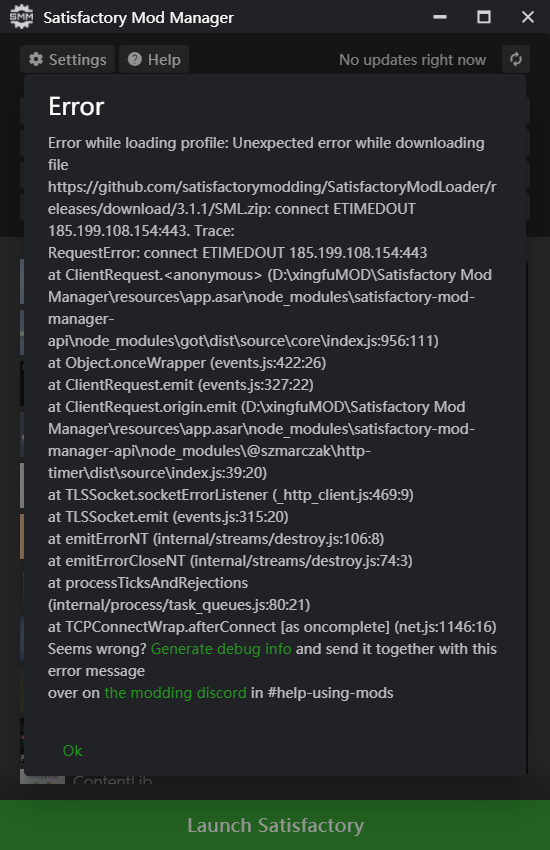 SMM
Satisfactory Mod Manager
Settings
Help
No updates right now
Error
Error while loading profile: Unexpected error while downloading
file
https://github.com/satisfactorymodding/SatisfactoryModLoader/r
eleases/download/3.1.1/SML.zip: connect ETIMEDOUT
185.199.108.154:443. Trace:
RequestError: connect ETIMEDOUT 185.199.108.154:443
at ClientRequest.<anonymous> (D:\xingfuMOD\Satisfactory Mod
Manager\resources\app.asar\node_modules\satisfactory-mod-
manager-
api\node_modules\got\dist\source\core\index.js:956:111)
at Object.onceWrapper (events.js:422:26)
at ClientRequest.emit (events.js:327:22)
at ClientRequest.origin.emit (D:\xingfuMOD\Satisfactory Mod
Manager\resources\app.asar\node_modules\satisfactory-mod-
manager-api\node_modules\@szmarczak\http-
timer\dist\source\index.js:39:20)
at TLSSocket.socketErrorListener (_http_client.js:469:9)
at TLSSocket.emit (events.js:315:20)
at emitErrorNT (internal/streams/destroy.js:106:8)
at emitErrorCloseNT (internal/streams/destroy.js:74:3)
at processTicksAndRejections
(internal/process/task_queues.js:80:21)
at TCPConnectWrap.afterConnect [as oncomplete] (net.js:1146:16)
Seems wrong? Generate debug info and send it together with this
error message
over on the modding discord in #help-using-mods
Ok
ContentLib
Launch Satisfactory